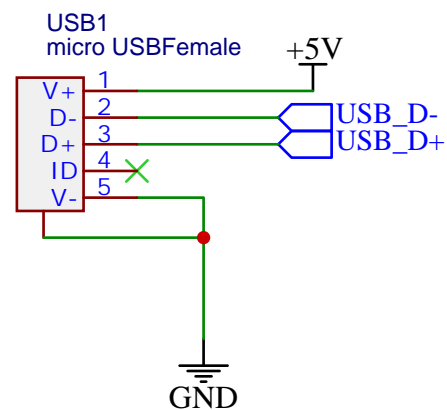 USB1
micro USBFemale
+5V
V+ 1
D- 2 USB_D-
D+ 3 USB_D+
ID 4
V- 5
GND